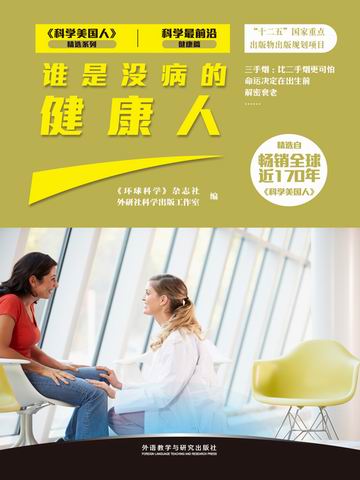 《科学美国人》
精选系列
科学最前沿
健康篇
“十二五”国家重点
出版物出版规划项目
谁是没病的
健康人
三手烟：比二手烟更可怕
命运决定在出生前
解密衰老
……
精选自
畅销全球
近170年
《科学美国人》
《环球科学》杂志社
外研社科学出版工作室
编
外语教学与研究出版社
FOREIGN LANGUAGE TEACHING AND RESEARCH PRESS